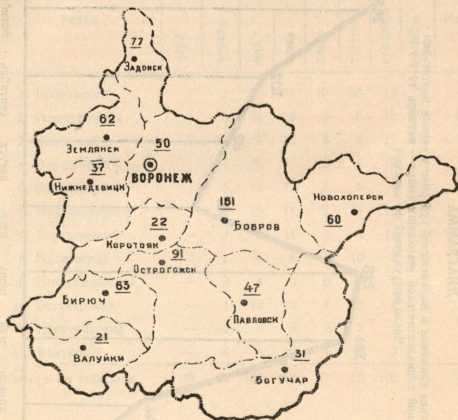 77
ЗАДОНСК
62
ЗЕМЛЯНСК
50
ВОРОНЕЖ
37
НИЖНЕДЕВИЦК
НОВОХОПЕРСК
60
181
БОБРОВ
22
КОРОТОЯК
91
ОСТРОГОЖСК
63
БИРЮЧ
47
ПАВЛОВСК
21
ВАЛУЙКИ
31
БОГУЧАР